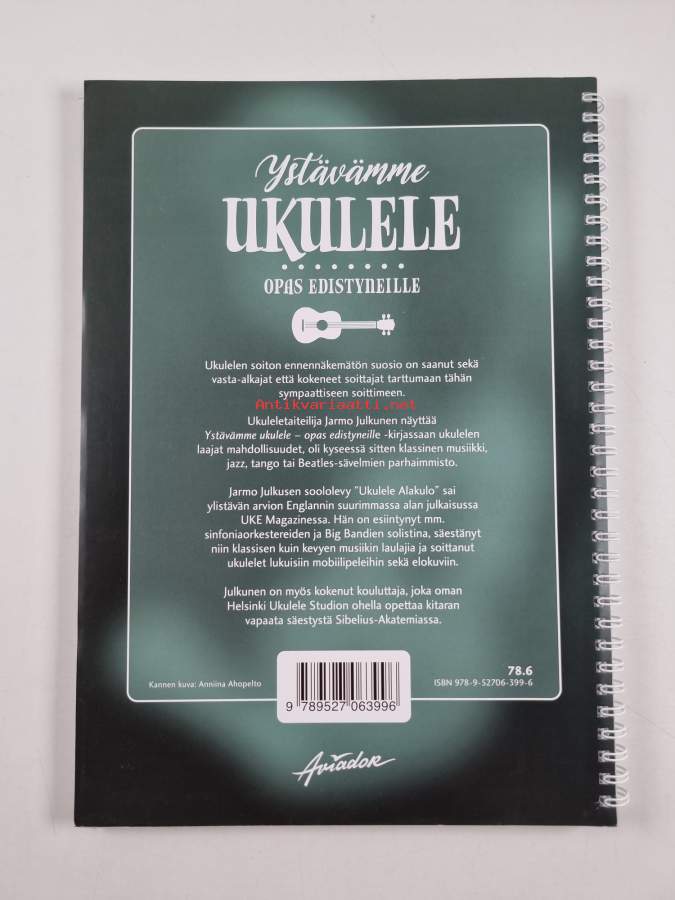 Ystävämme
UKULELE
OPAS EDISTYNEILLE
Ukulelen soiton ennennäkemätön suosio on saanut sekä
vasta-alkajat että kokeneet soittajat tarttumaan tähän
sympaattiseen soittimeen.
Antikvariaatti.net
Ukuleletaiteilija Jarmo Julkunen näyttää
Ystävämme ukulele – opas edistyneille -kirjassaan ukulelen
laajat mahdollisuudet, oli kyseessä sitten klassinen musiikki,
jazz, tango tai Beatles-sävelmien parhaimmisto.
Jarmo Julkusen soololevy "Ukulele Alakulo" sai
ylistävän arvion Englannin suurimmassa alan julkaisussa
UKE Magazinessa. Hän on esiintynyt mm.
sinfoniaorkestereiden ja Big Bandien solistina, säestänyt
niin klassisen kuin kevyen musiikin laulajia ja soittanut
ukulelet lukuisiin mobiilipeleihin sekä elokuviin.
Julkunen on myös kokenut kouluttaja, joka oman
Helsinki Ukulele Studion ohella opettaa kitaran
vapaata säestystä Sibelius-Akatemiassa.
78.6
Kannen kuva: Anniina Ahopelto
ISBN 978-9-52706-399-6
9 789527 063996
Aviador